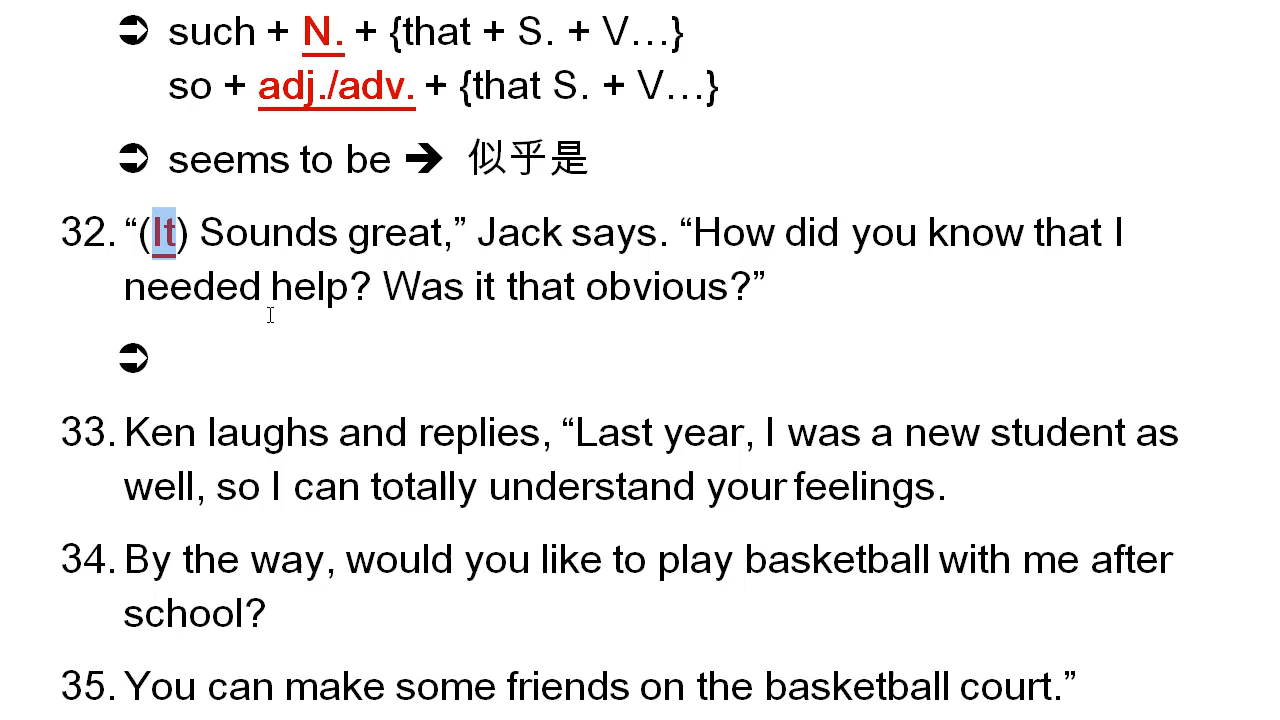 ➲ such + N. + {that + S. + V…}
so + adj./adv. + {that S. + V…}
➲ seems to be ➔ 似乎是
32. “(It) Sounds great,” Jack says. “How did you know that I
needed help? Was it that obvious?”
➲
33. Ken laughs and replies, “Last year, I was a new student as
well, so I can totally understand your feelings.
34. By the way, would you like to play basketball with me after
school?
35. You can make some friends on the basketball court.”